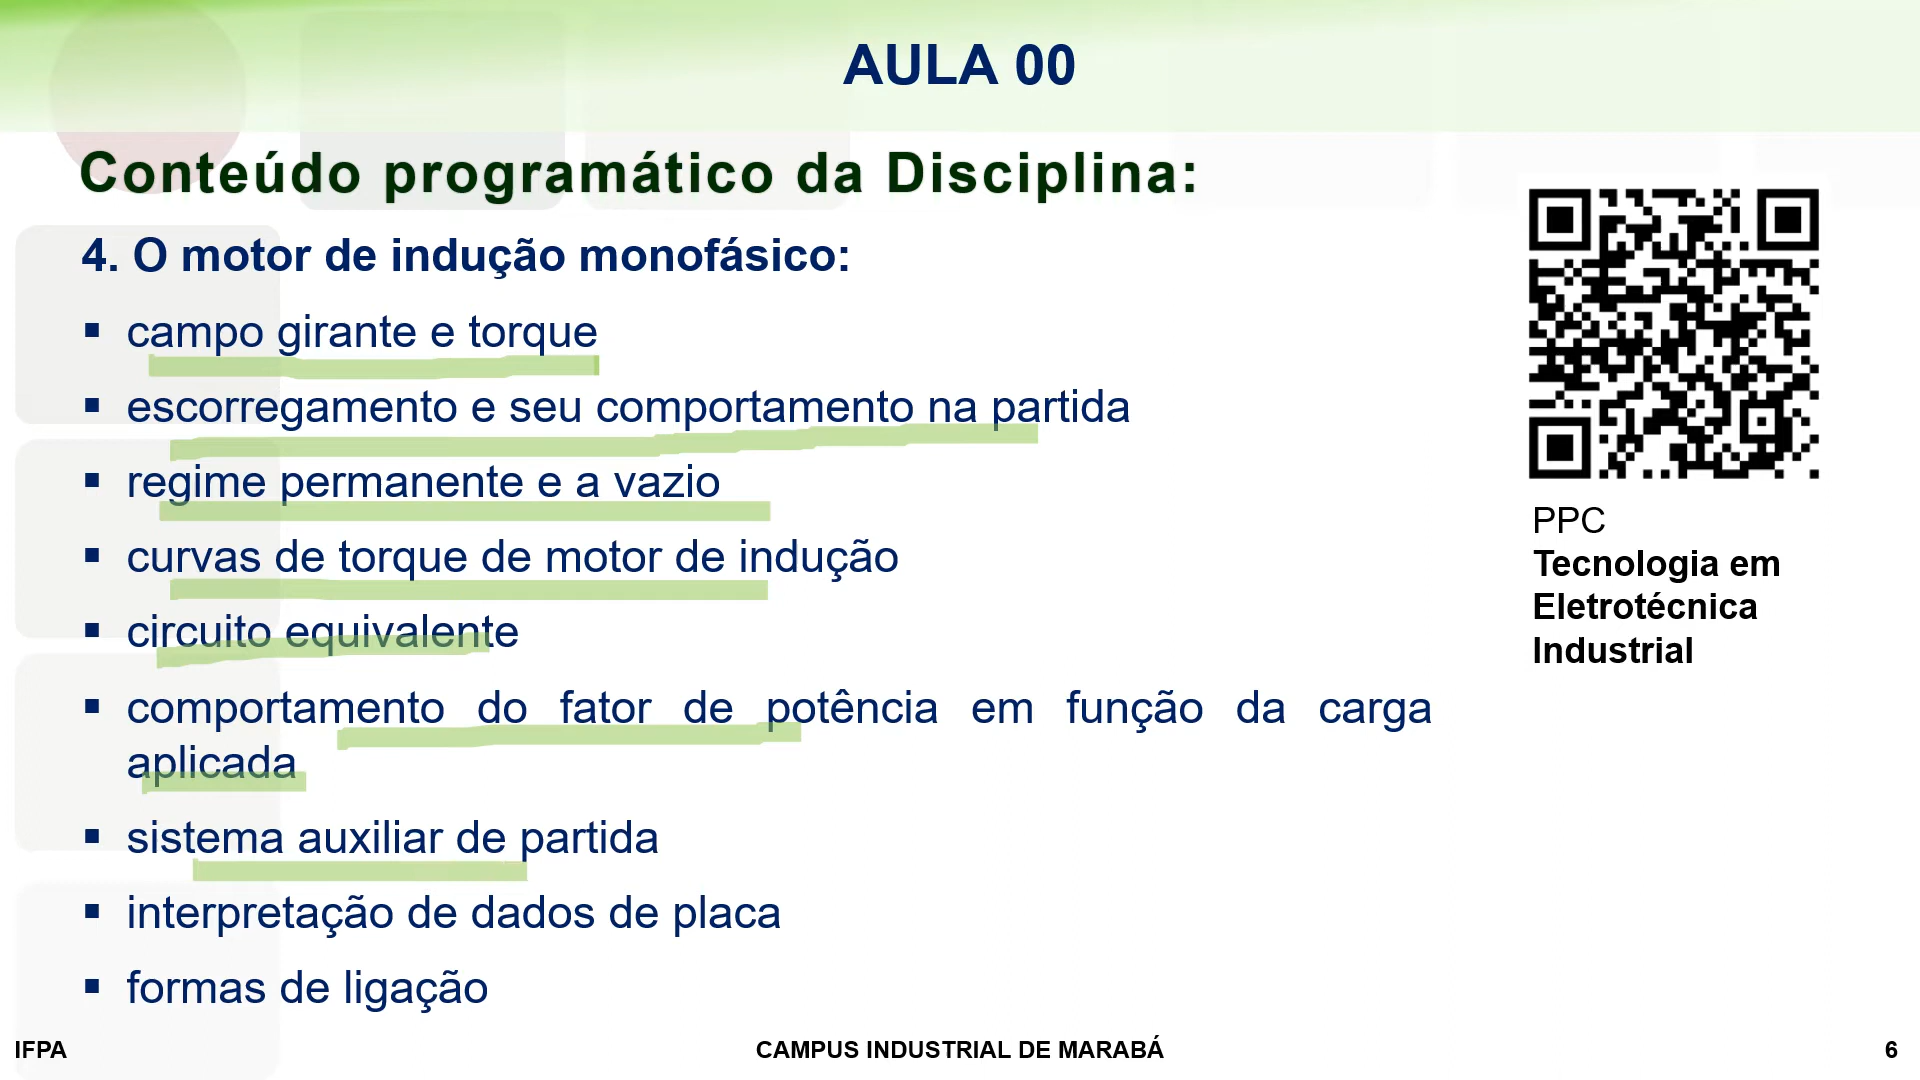 AULA 00
Conteúdo programático da Disciplina:
4. O motor de indução monofásico:
▪ campo girante e torque
▪ escorregamento e seu comportamento na partida
▪ regime permanente e a vazio
▪ curvas de torque de motor de indução
▪ circuito equivalente
▪ comportamento do fator de potência em função da carga
aplicada
▪ sistema auxiliar de partida
▪ interpretação de dados de placa
▪ formas de ligação
PPC
Tecnologia em
Eletrotécnica
Industrial
IFPA
CAMPUS INDUSTRIAL DE MARABÁ
6